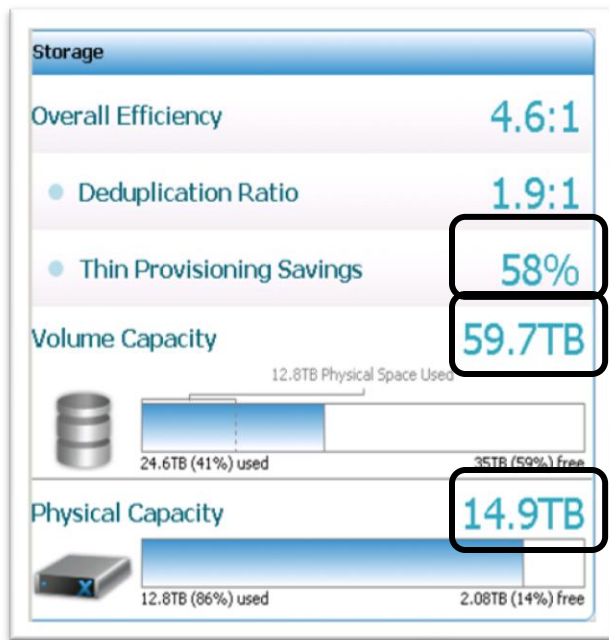 Storage
Overall Efficiency 4.6:1
Deduplication Ratio 1.9:1
Thin Provisioning Savings 58%
Volume Capacity 59.7TB
12.8TB Physical Space Used
24.6TB (41%) used 35TB (59%) free
Physical Capacity 14.9TB
X
12.8TB (86%) used 2.08TB (14%) free